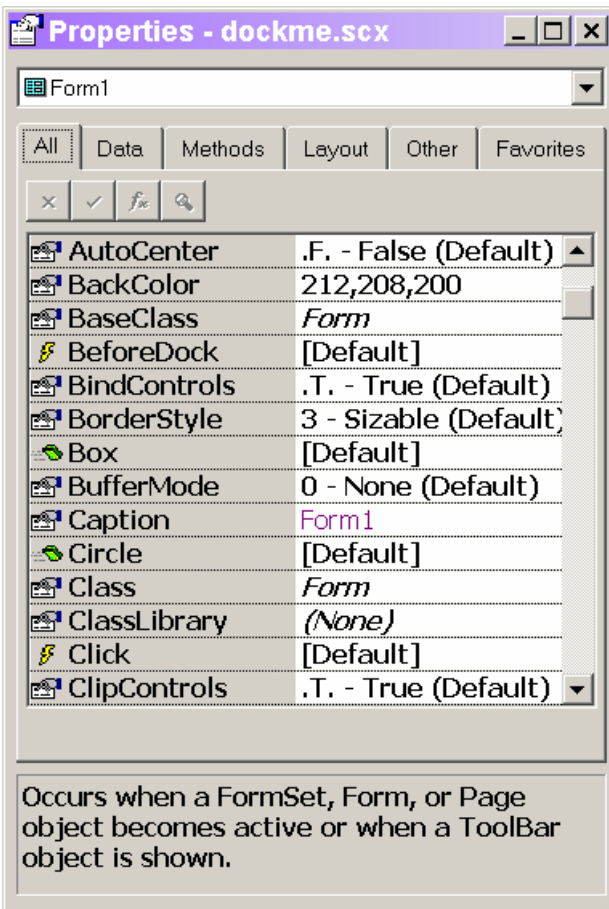 Properties - dockme.scx
Form1
All Data Methods Layout Other Favorites
AutoCenter .F. - False (Default)
BackColor 212,208,200
BaseClass Form
BeforeDock [Default]
BindControls .T. - True (Default)
BorderStyle 3 - Sizable (Default)
Box [Default]
BufferMode 0 - None (Default)
Caption Form1
Circle [Default]
Class Form
ClassLibrary (None)
Click [Default]
ClipControls .T. - True (Default)
Occurs when a FormSet, Form, or Page
object becomes active or when a ToolBar
object is shown.